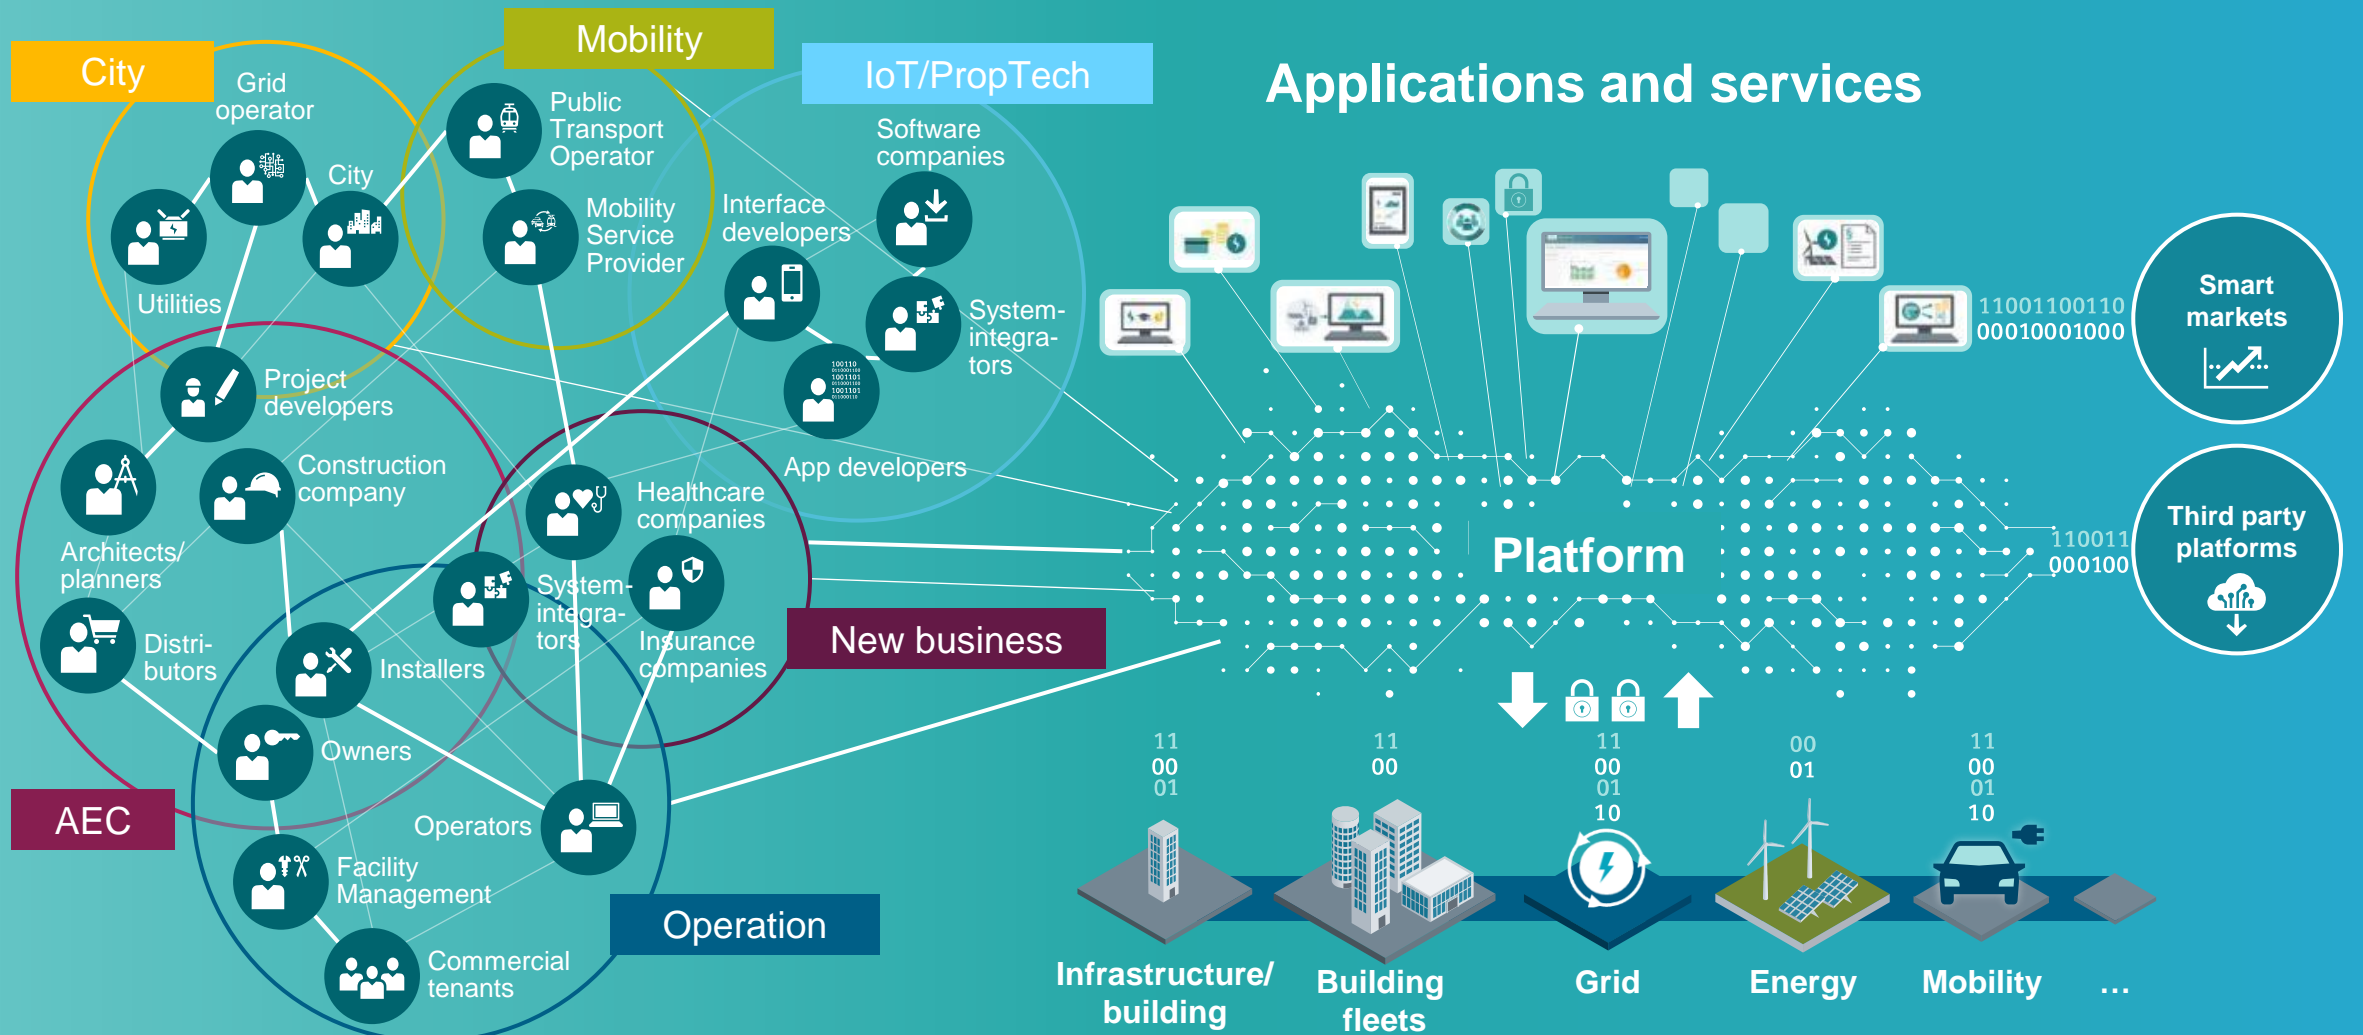 City
Mobility
IoT/PropTech
Applications and services
Grid
operator
City
Utilities
Public
Transport
Operator
Mobility
Service
Provider
Software
companies
Interface
developers
System-
integra-
tors
App developers
Project
developers
Construction
company
Architects/
planners
Distri-
butors
Installers
System-
integra-
tors
Healthcare
companies
Insurance
companies
New business
AEC
Owners
Operators
Facility
Management
Commercial
tenants
Operation
Platform
11001100110
00010001000
Smart
markets
110011
000100
Third party
platforms
11
00
01
11
00
11
00
01
10
00
01
11
00
01
10
Infrastructure/
building
Building
fleets
Grid
Energy
Mobility
...